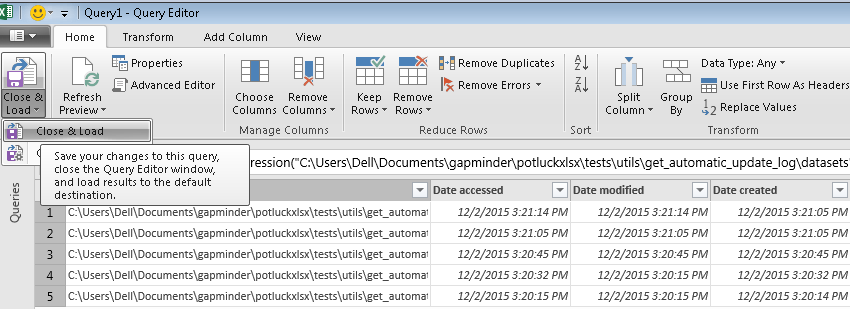 Query1 - Query Editor
Home Transform Add Column View
Close & Load
Refresh Preview
Properties
Advanced Editor
Choose Columns
Remove Columns
Manage Columns
Keep Rows
Remove Rows
Remove Duplicates
Remove Errors
Reduce Rows
Sort
Split Column
Group By
Data Type: Any
Use First Row As Headers
Replace Values
Transform
Close & Load
C
Save your changes to this query,
close the Query Editor window,
and load results to the default
destination.
ression("C:\Users\Dell\Documents\gapminder\potluckxlsx\tests\utils\get_automatic_update_log\datasets"
Queries
Date accessed Date modified Date created
1 C:\Users\Dell\Documents\gapminder\potluckxlsx\tests\utils\get_automat 12/2/2015 3:21:14 PM 12/2/2015 3:21:14 PM 12/2/2015 3:21:05 PM
2 C:\Users\Dell\Documents\gapminder\potluckxlsx\tests\utils\get_automat 12/2/2015 3:21:05 PM 12/2/2015 3:21:05 PM 12/2/2015 3:21:05 PM
3 C:\Users\Dell\Documents\gapminder\potluckxlsx\tests\utils\get_automat 12/2/2015 3:20:45 PM 12/2/2015 3:20:45 PM 12/2/2015 3:20:45 PM
4 C:\Users\Dell\Documents\gapminder\potluckxlsx\tests\utils\get_automat 12/2/2015 3:20:32 PM 12/2/2015 3:20:15 PM 12/2/2015 3:20:32 PM
5 C:\Users\Dell\Documents\gapminder\potluckxlsx\tests\utils\get_automat 12/2/2015 3:20:15 PM 12/2/2015 3:20:15 PM 12/2/2015 3:20:14 PM